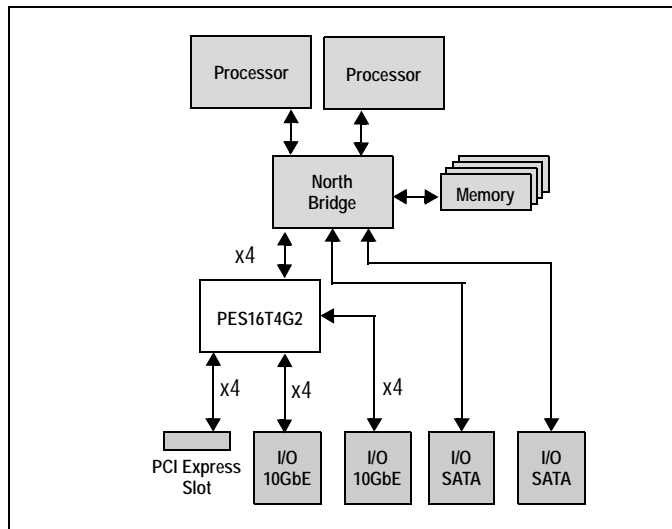 Processor
Processor
North
Bridge
Memory
x4
PES16T4G2
x4
x4
x4
PCI Express
Slot
I/O
10GbE
I/O
10GbE
I/O
SATA
I/O
SATA